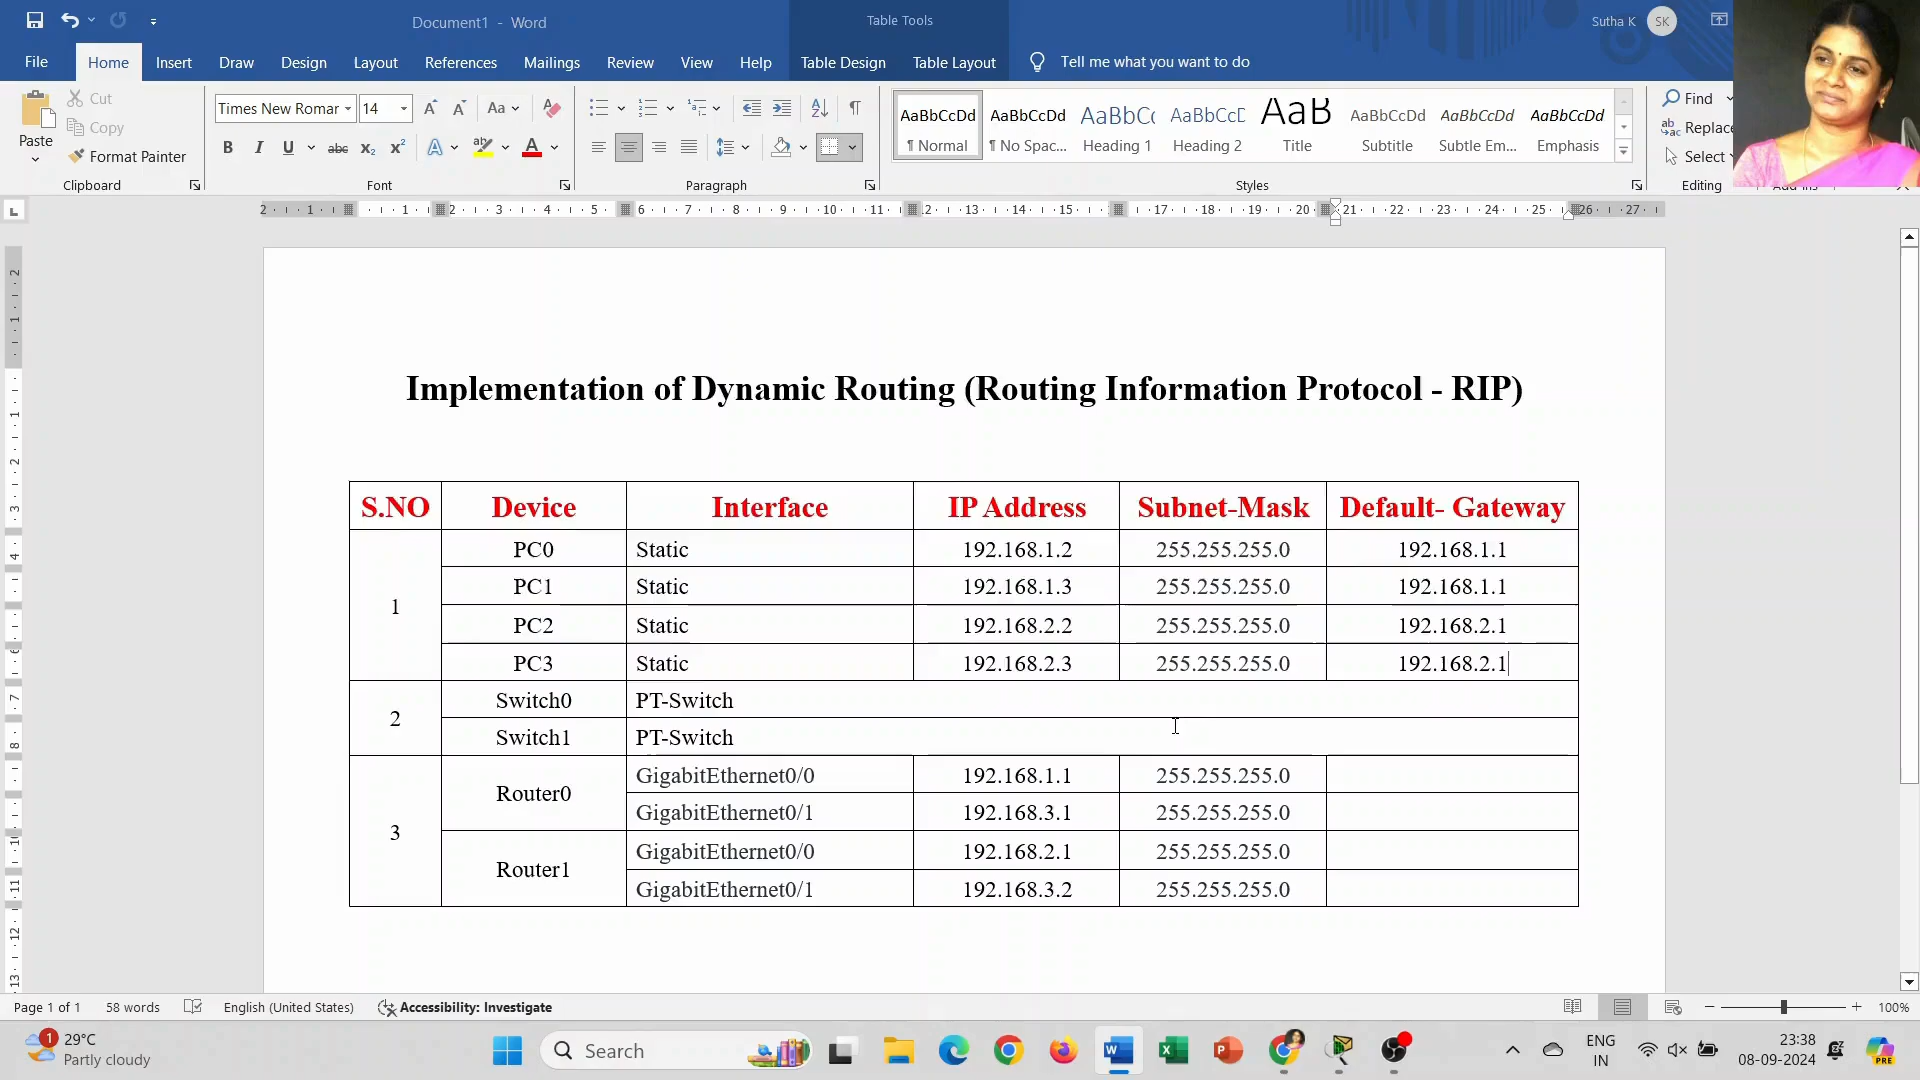 Document1 - Word
Table Tools
Sutha K
SK
File Home Insert Draw Design Layout References Mailings Review View Help Table Design Table Layout Tell me what you want to do
Paste
Cut
Copy
Format Painter
Clipboard
Times New Roman 14
Font
Paragraph
AaBbCcDd ¶ Normal
AaBbCcDd ¶ No Spac...
AaBbCc Heading 1
AaBbCcD Heading 2
AaB Title
AaBbCcDd Subtitle
AaBbCcDd Subtle Em...
AaBbCcDd Emphasis
Styles
Find
Replace
Select
Editing
Implementation of Dynamic Routing (Routing Information Protocol - RIP)
S.NO Device Interface IP Address Subnet-Mask Default- Gateway
1 PC0 Static 192.168.1.2 255.255.255.0 192.168.1.1
PC1 Static 192.168.1.3 255.255.255.0 192.168.1.1
PC2 Static 192.168.2.2 255.255.255.0 192.168.2.1
PC3 Static 192.168.2.3 255.255.255.0 192.168.2.1
2 Switch0 PT-Switch
Switch1 PT-Switch
3 Router0 GigabitEthernet0/0 192.168.1.1 255.255.255.0
GigabitEthernet0/1 192.168.3.1 255.255.255.0
Router1 GigabitEthernet0/0 192.168.2.1 255.255.255.0
GigabitEthernet0/1 192.168.3.2 255.255.255.0
Page 1 of 1 58 words English (United States) Accessibility: Investigate 100%
1
29°C
Partly cloudy
Search
ENG
IN
23:38
08-09-2024
PRE